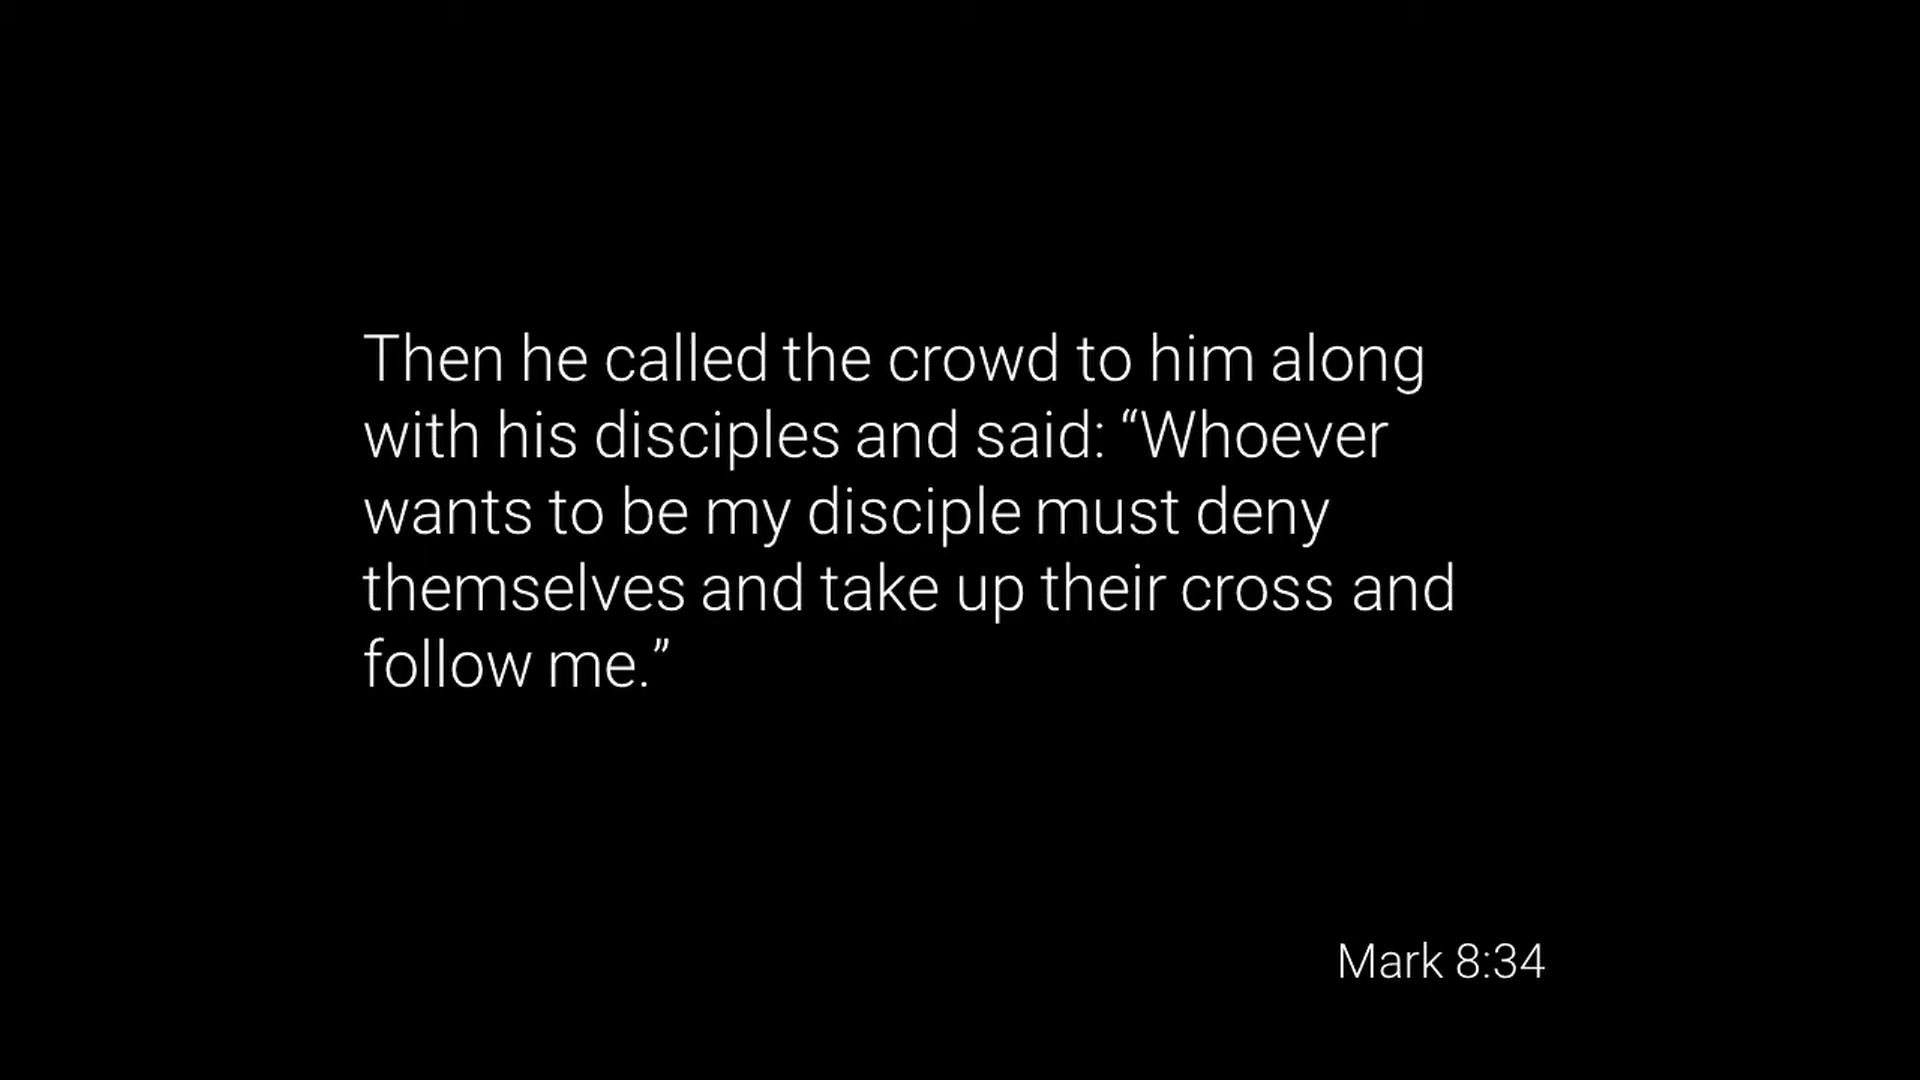 Then he called the crowd to him along
with his disciples and said: “Whoever
wants to be my disciple must deny
themselves and take up their cross and
follow me.”
Mark 8:34